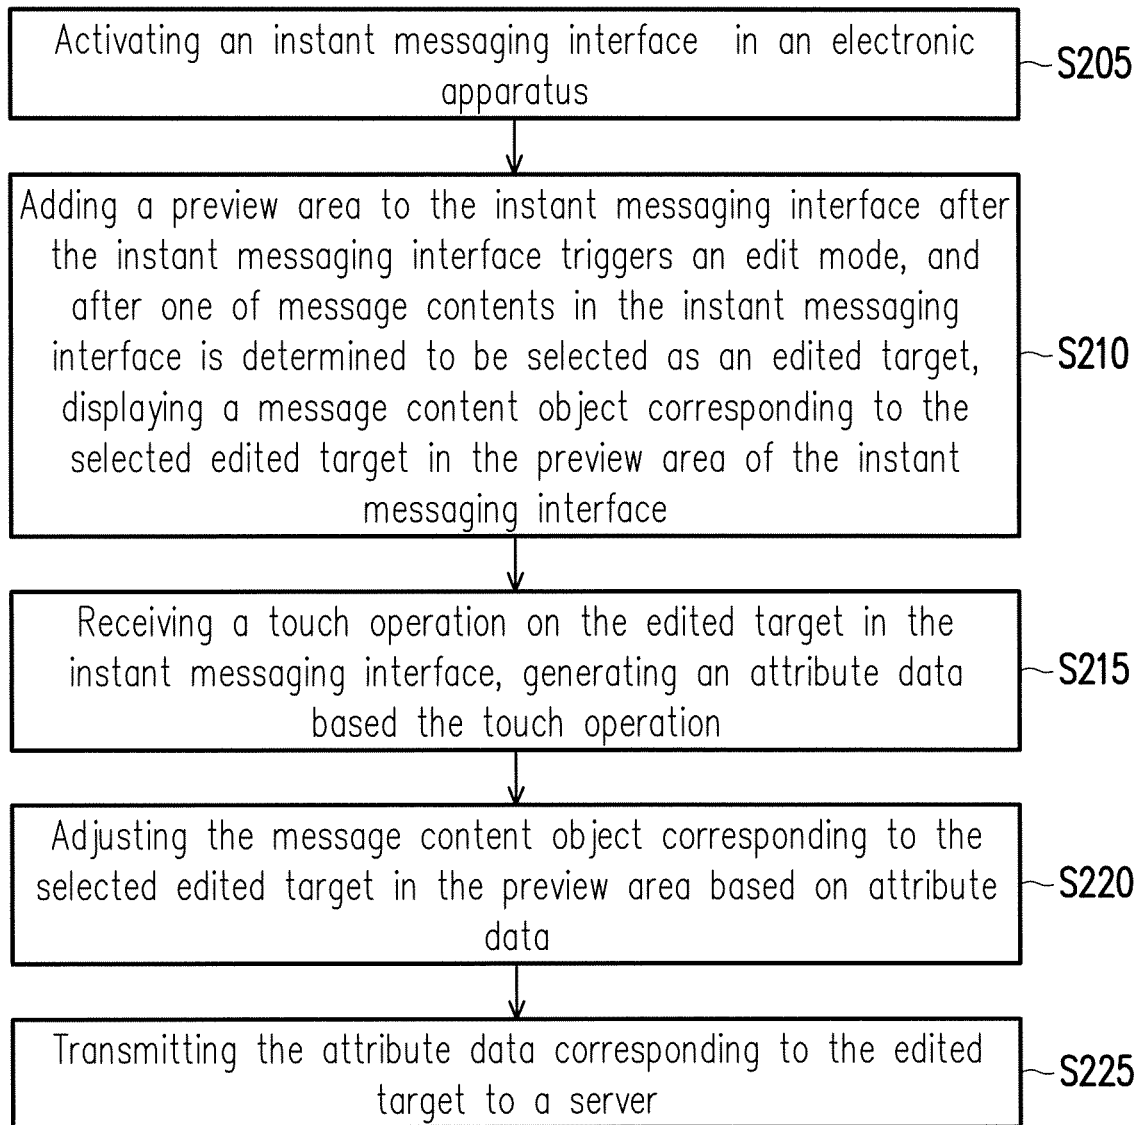 Activating an instant messaging interface in an electronic
apparatus
S205
Adding a preview area to the instant messaging interface after
the instant messaging interface triggers an edit mode, and
after one of message contents in the instant messaging
interface is determined to be selected as an edited target,
displaying a message content object corresponding to the
selected edited target in the preview area of the instant
messaging interface
S210
Receiving a touch operation on the edited target in the
instant messaging interface, generating an attribute data
based the touch operation
S215
Adjusting the message content object corresponding to the
selected edited target in the preview area based on attribute
data
S220
Transmitting the attribute data corresponding to the edited
target to a server
S225